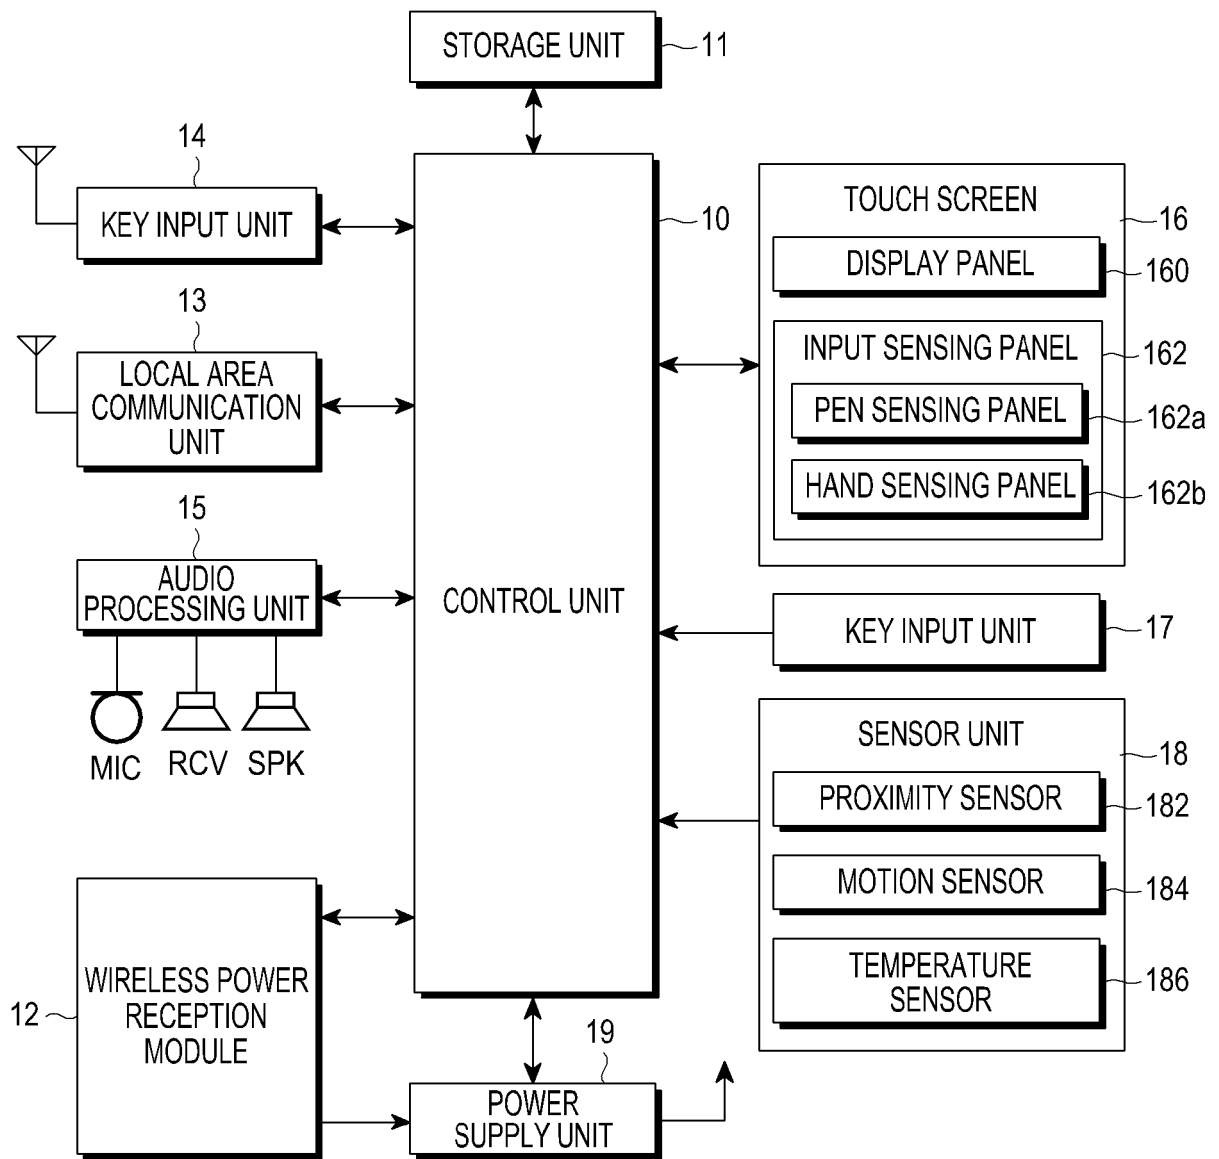 STORAGE UNIT
11
14
KEY INPUT UNIT
10
TOUCH SCREEN
16
DISPLAY PANEL
160
13
LOCAL AREA
COMMUNICATION
UNIT
INPUT SENSING PANEL
162
PEN SENSING PANEL
162a
HAND SENSING PANEL
162b
15
AUDIO
PROCESSING UNIT
MIC
RCV
SPK
CONTROL UNIT
KEY INPUT UNIT
17
SENSOR UNIT
18
PROXIMITY SENSOR
182
MOTION SENSOR
184
TEMPERATURE
SENSOR
186
WIRELESS POWER
RECEPTION
MODULE
12
19
POWER
SUPPLY UNIT